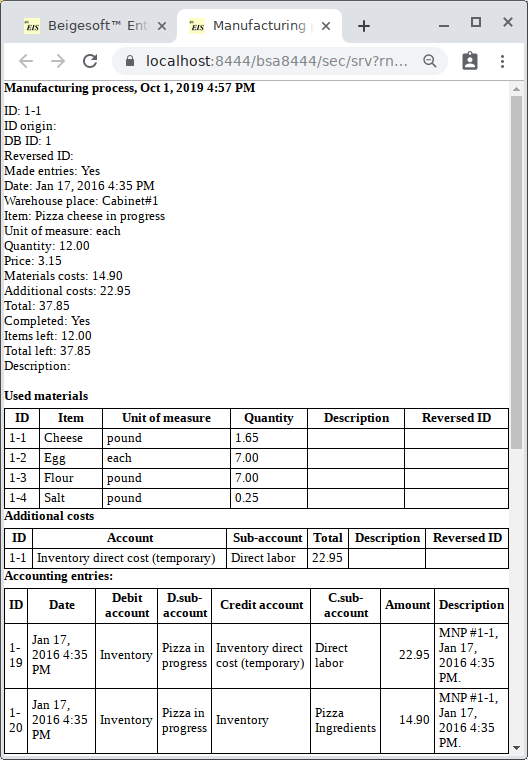 Beigesoft™ Ent
Manufacturing
localhost:8444/bsa8444/sec/srv?rn...
Manufacturing process, Oct 1, 2019 4:57 PM
ID: 1-1
ID origin:
DB ID: 1
Reversed ID:
Made entries: Yes
Date: Jan 17, 2016 4:35 PM
Warehouse place: Cabinet#1
Item: Pizza cheese in progress
Unit of measure: each
Quantity: 12.00
Price: 3.15
Materials costs: 14.90
Additional costs: 22.95
Total: 37.85
Completed: Yes
Items left: 12.00
Total left: 37.85
Description:
Used materials
ID Item Unit of measure Quantity Description Reversed ID
1-1 Cheese pound 1.65
1-2 Egg each 7.00
1-3 Flour pound 7.00
1-4 Salt pound 0.25
Additional costs
ID Account Sub-account Total Description Reversed ID
1-1 Inventory direct cost (temporary) Direct labor 22.95
Accounting entries:
ID Date Debit account D.sub-account Credit account C.sub-account Amount Description
1-19 Jan 17, 2016 4:35 PM Inventory Pizza in progress Inventory direct cost (temporary) Direct labor 22.95 MNP #1-1, Jan 17, 2016 4:35 PM.
1-20 Jan 17, 2016 4:35 PM Inventory Pizza in progress Inventory Pizza Ingredients 14.90 MNP #1-1, Jan 17, 2016 4:35 PM.